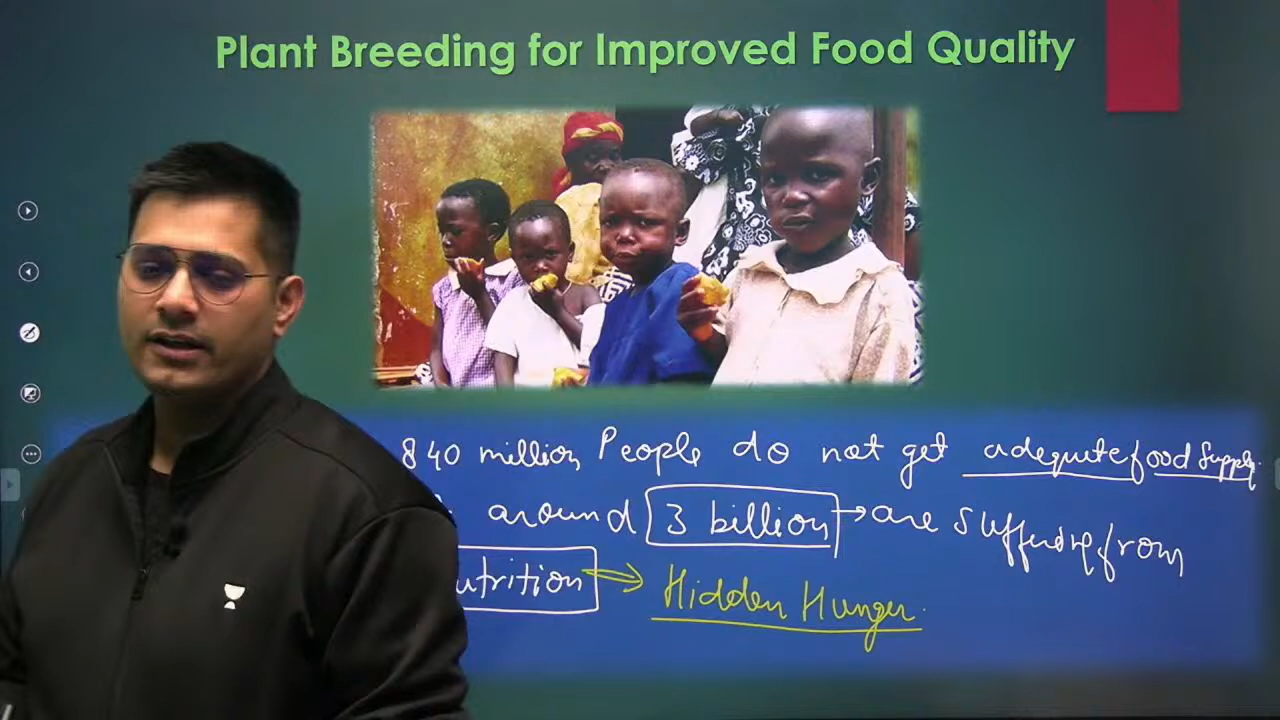 Plant Breeding for Improved Food Quality
840 million People do not get adequate food supply.
around 3 billion → are suffering from
utrition ⇒ Hidden Hunger.